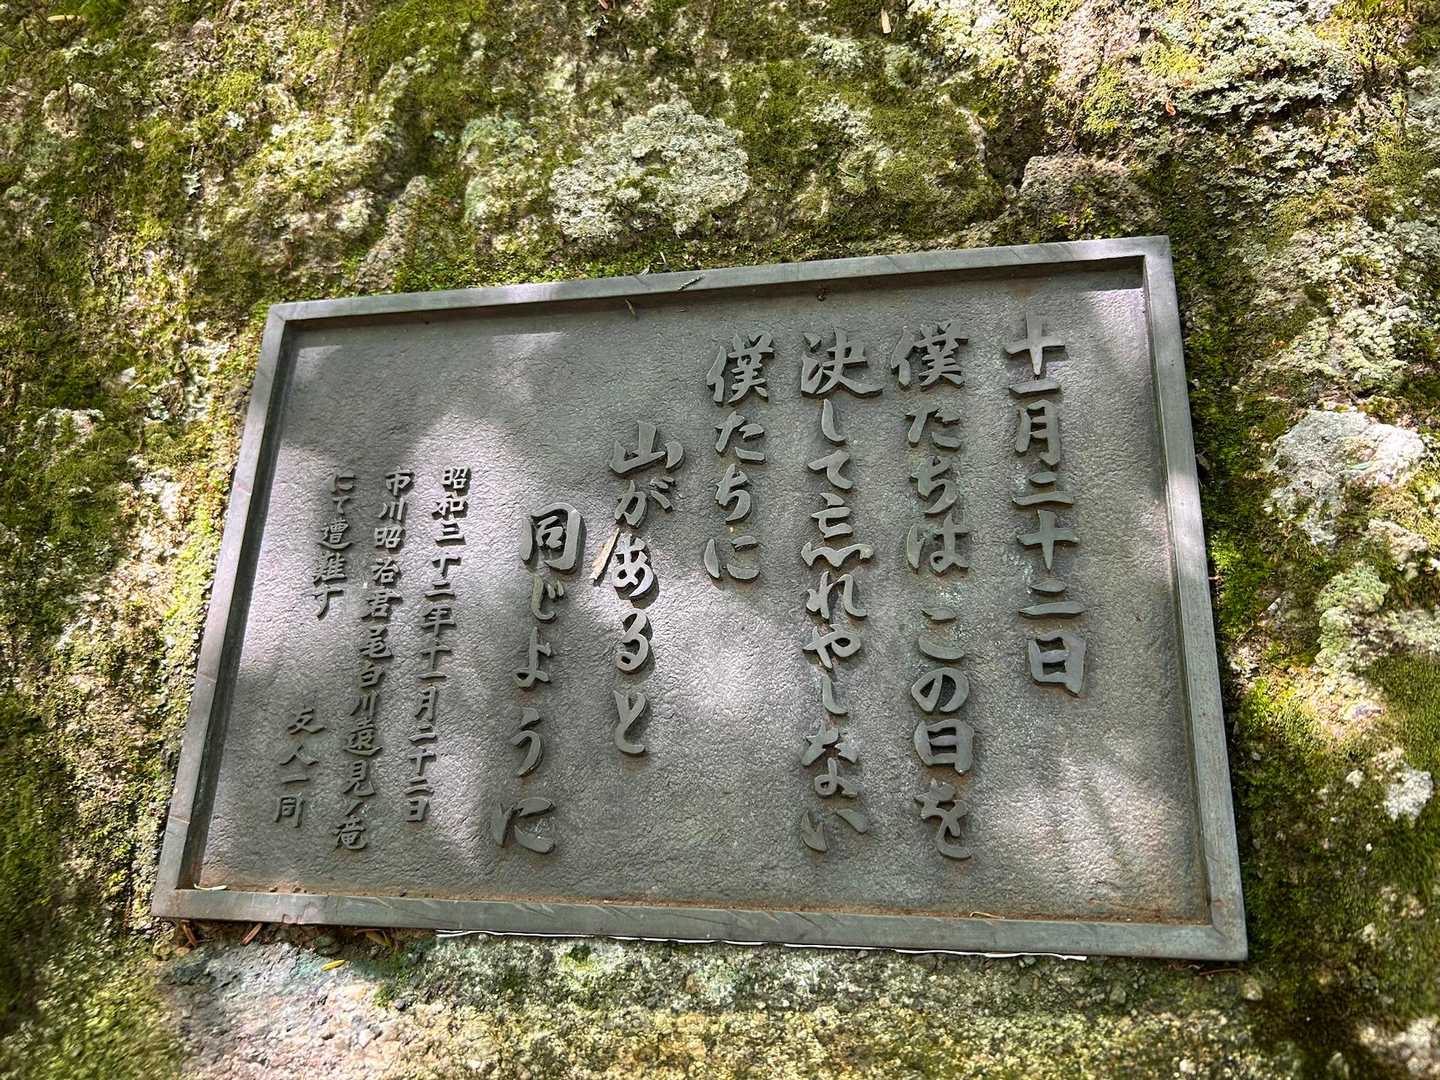 十一月二十二日
僕たちは この日を
決して忘れやしない
僕たちに
山があると
同じように
昭和三十二年十一月二十二日
市川昭治君尾白川遠見ノ滝
にて遭難す
友人一同